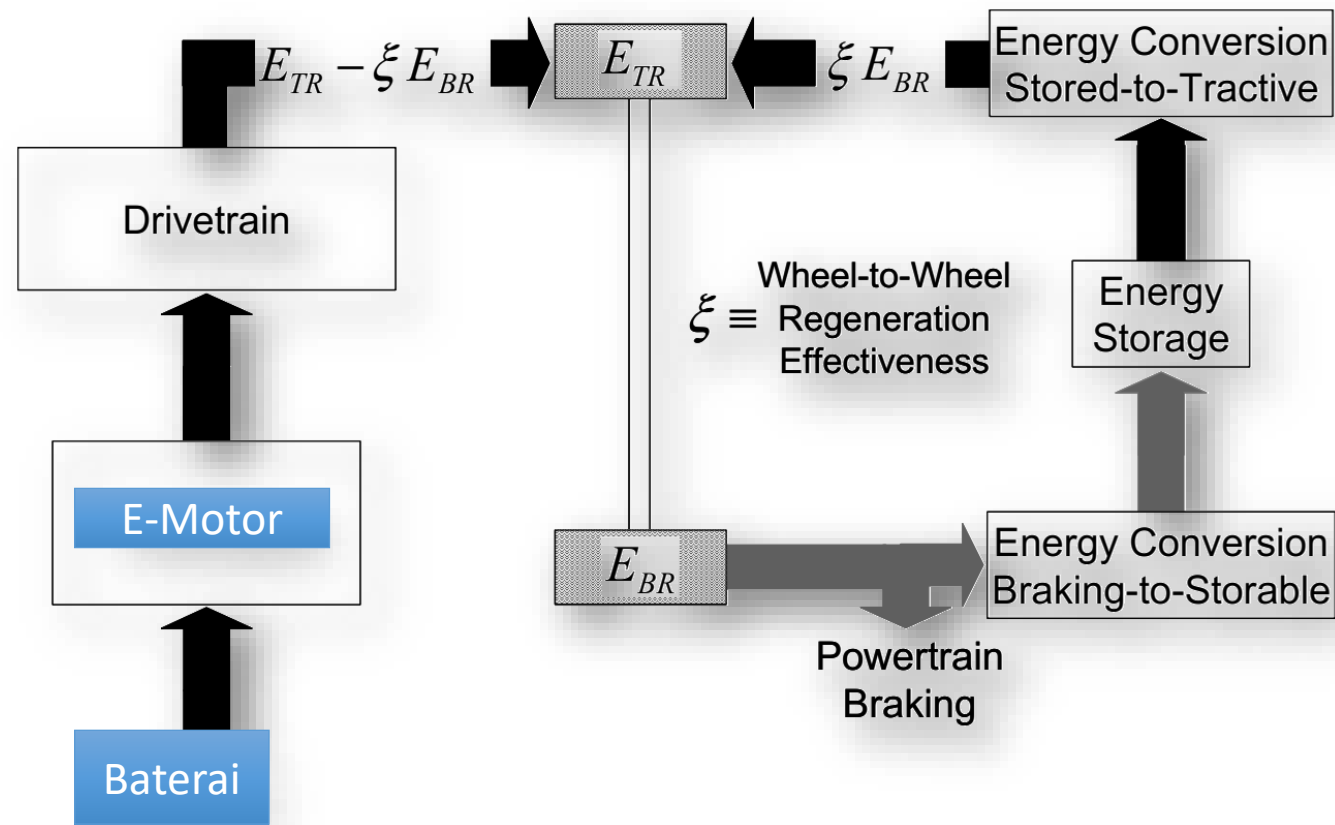 E_TR − ξ E_BR
E_TR
ξ E_BR
Energy Conversion
Stored-to-Tractive
Drivetrain
ξ ≡ Wheel-to-Wheel
Regeneration
Effectiveness
Energy
Storage
E-Motor
E_BR
Energy Conversion
Braking-to-Storable
Powertrain
Braking
Baterai